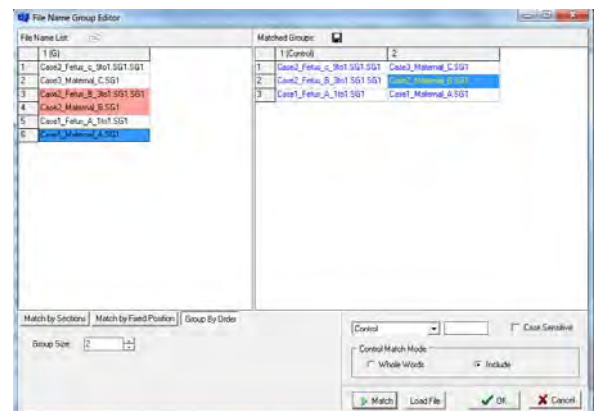 File Name Group Editor
File Name List:
Matched Groups:
1 (G)
1 Case3_Fetus_c_9to1.SG1.SG1
2 Case3_Maternal_C.SG1
3 Case2_Fetus_B_3to1.SG1.SG1
4 Case2_Maternal_B.SG1
5 Case1_Fetus_A_1to1.SG1
6 Case1_Maternal_A.SG1
1 (Control) 2
1 Case3_Fetus_c_9to1.SG1.SG1 Case3_Maternal_C.SG1
2 Case2_Fetus_B_3to1.SG1.SG1 Case2_Maternal_B.SG1
3 Case1_Fetus_A_1to1.SG1 Case1_Maternal_A.SG1
Match by Sections Match by Fixed Position Group By Order
Group Size: 2
Control Case Sensitive
Control Match Mode
Whole Words Include
Match Load File OK Cancel